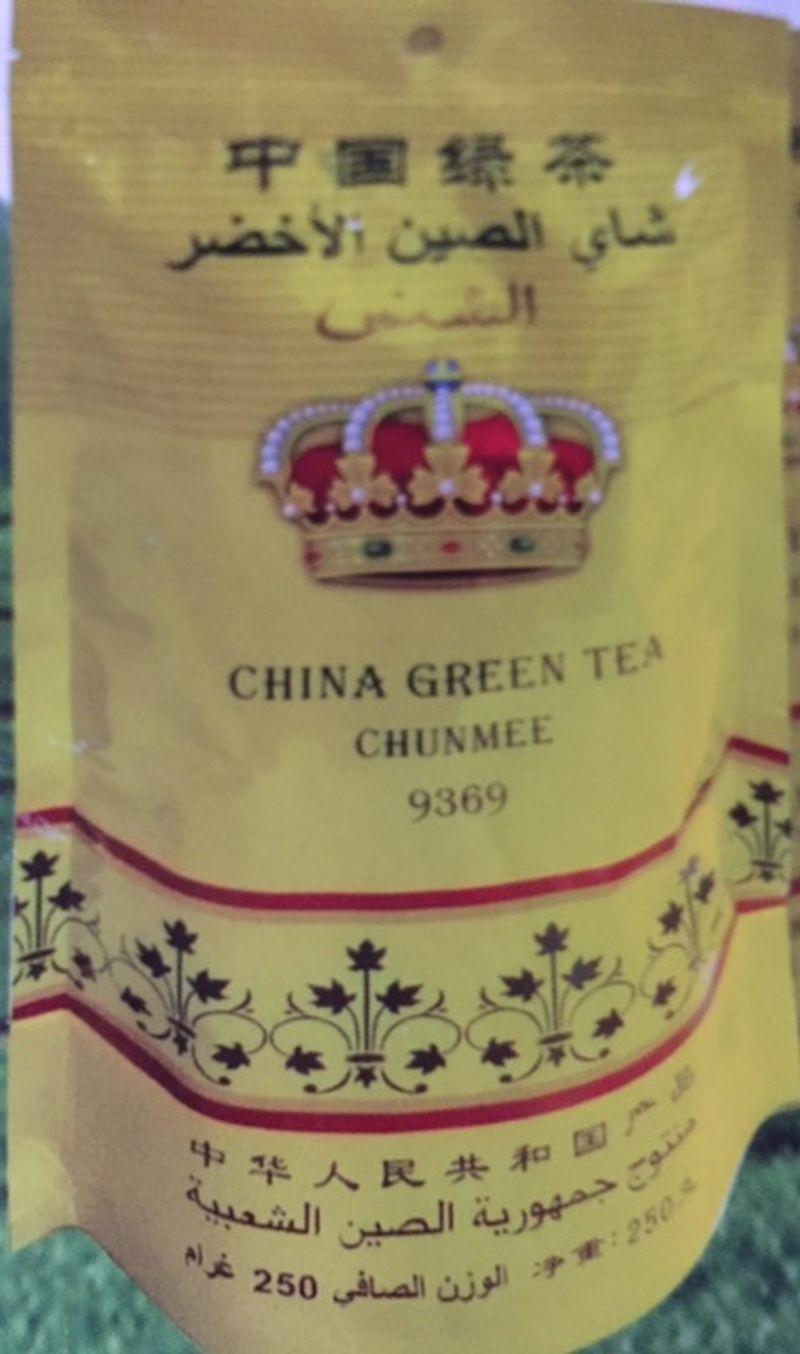 中国绿茶
شاي الصين الأخضر
CHINA GREEN TEA
CHUNMEE
9369
中华人民共和国
منتوج جمهورية الصين الشعبية
الوزن الصافي 250 غرام
净重: 250